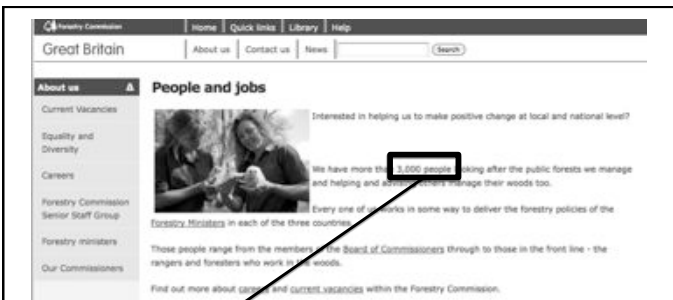 Forestry Commission
Home Quick links Library Help
Great Britain
About us Contact us News Search
About us
Current Vacancies
Equality and
Diversity
Careers
Forestry Commission
Senior Staff Group
Forestry ministers
Our Commissioners
People and jobs
Interested in helping us to make positive change at local and national level?
We have more than 3,000 people looking after the public forests we manage
and helping and advising others manage their woods too.
Every one of us works in some way to deliver the forestry policies of the
Forestry Ministers in each of the three countries.
Those people range from the members of the Board of Commissioners through to those in the front line - the
rangers and foresters who work in the woods.
Find out more about careers and current vacancies within the Forestry Commission.